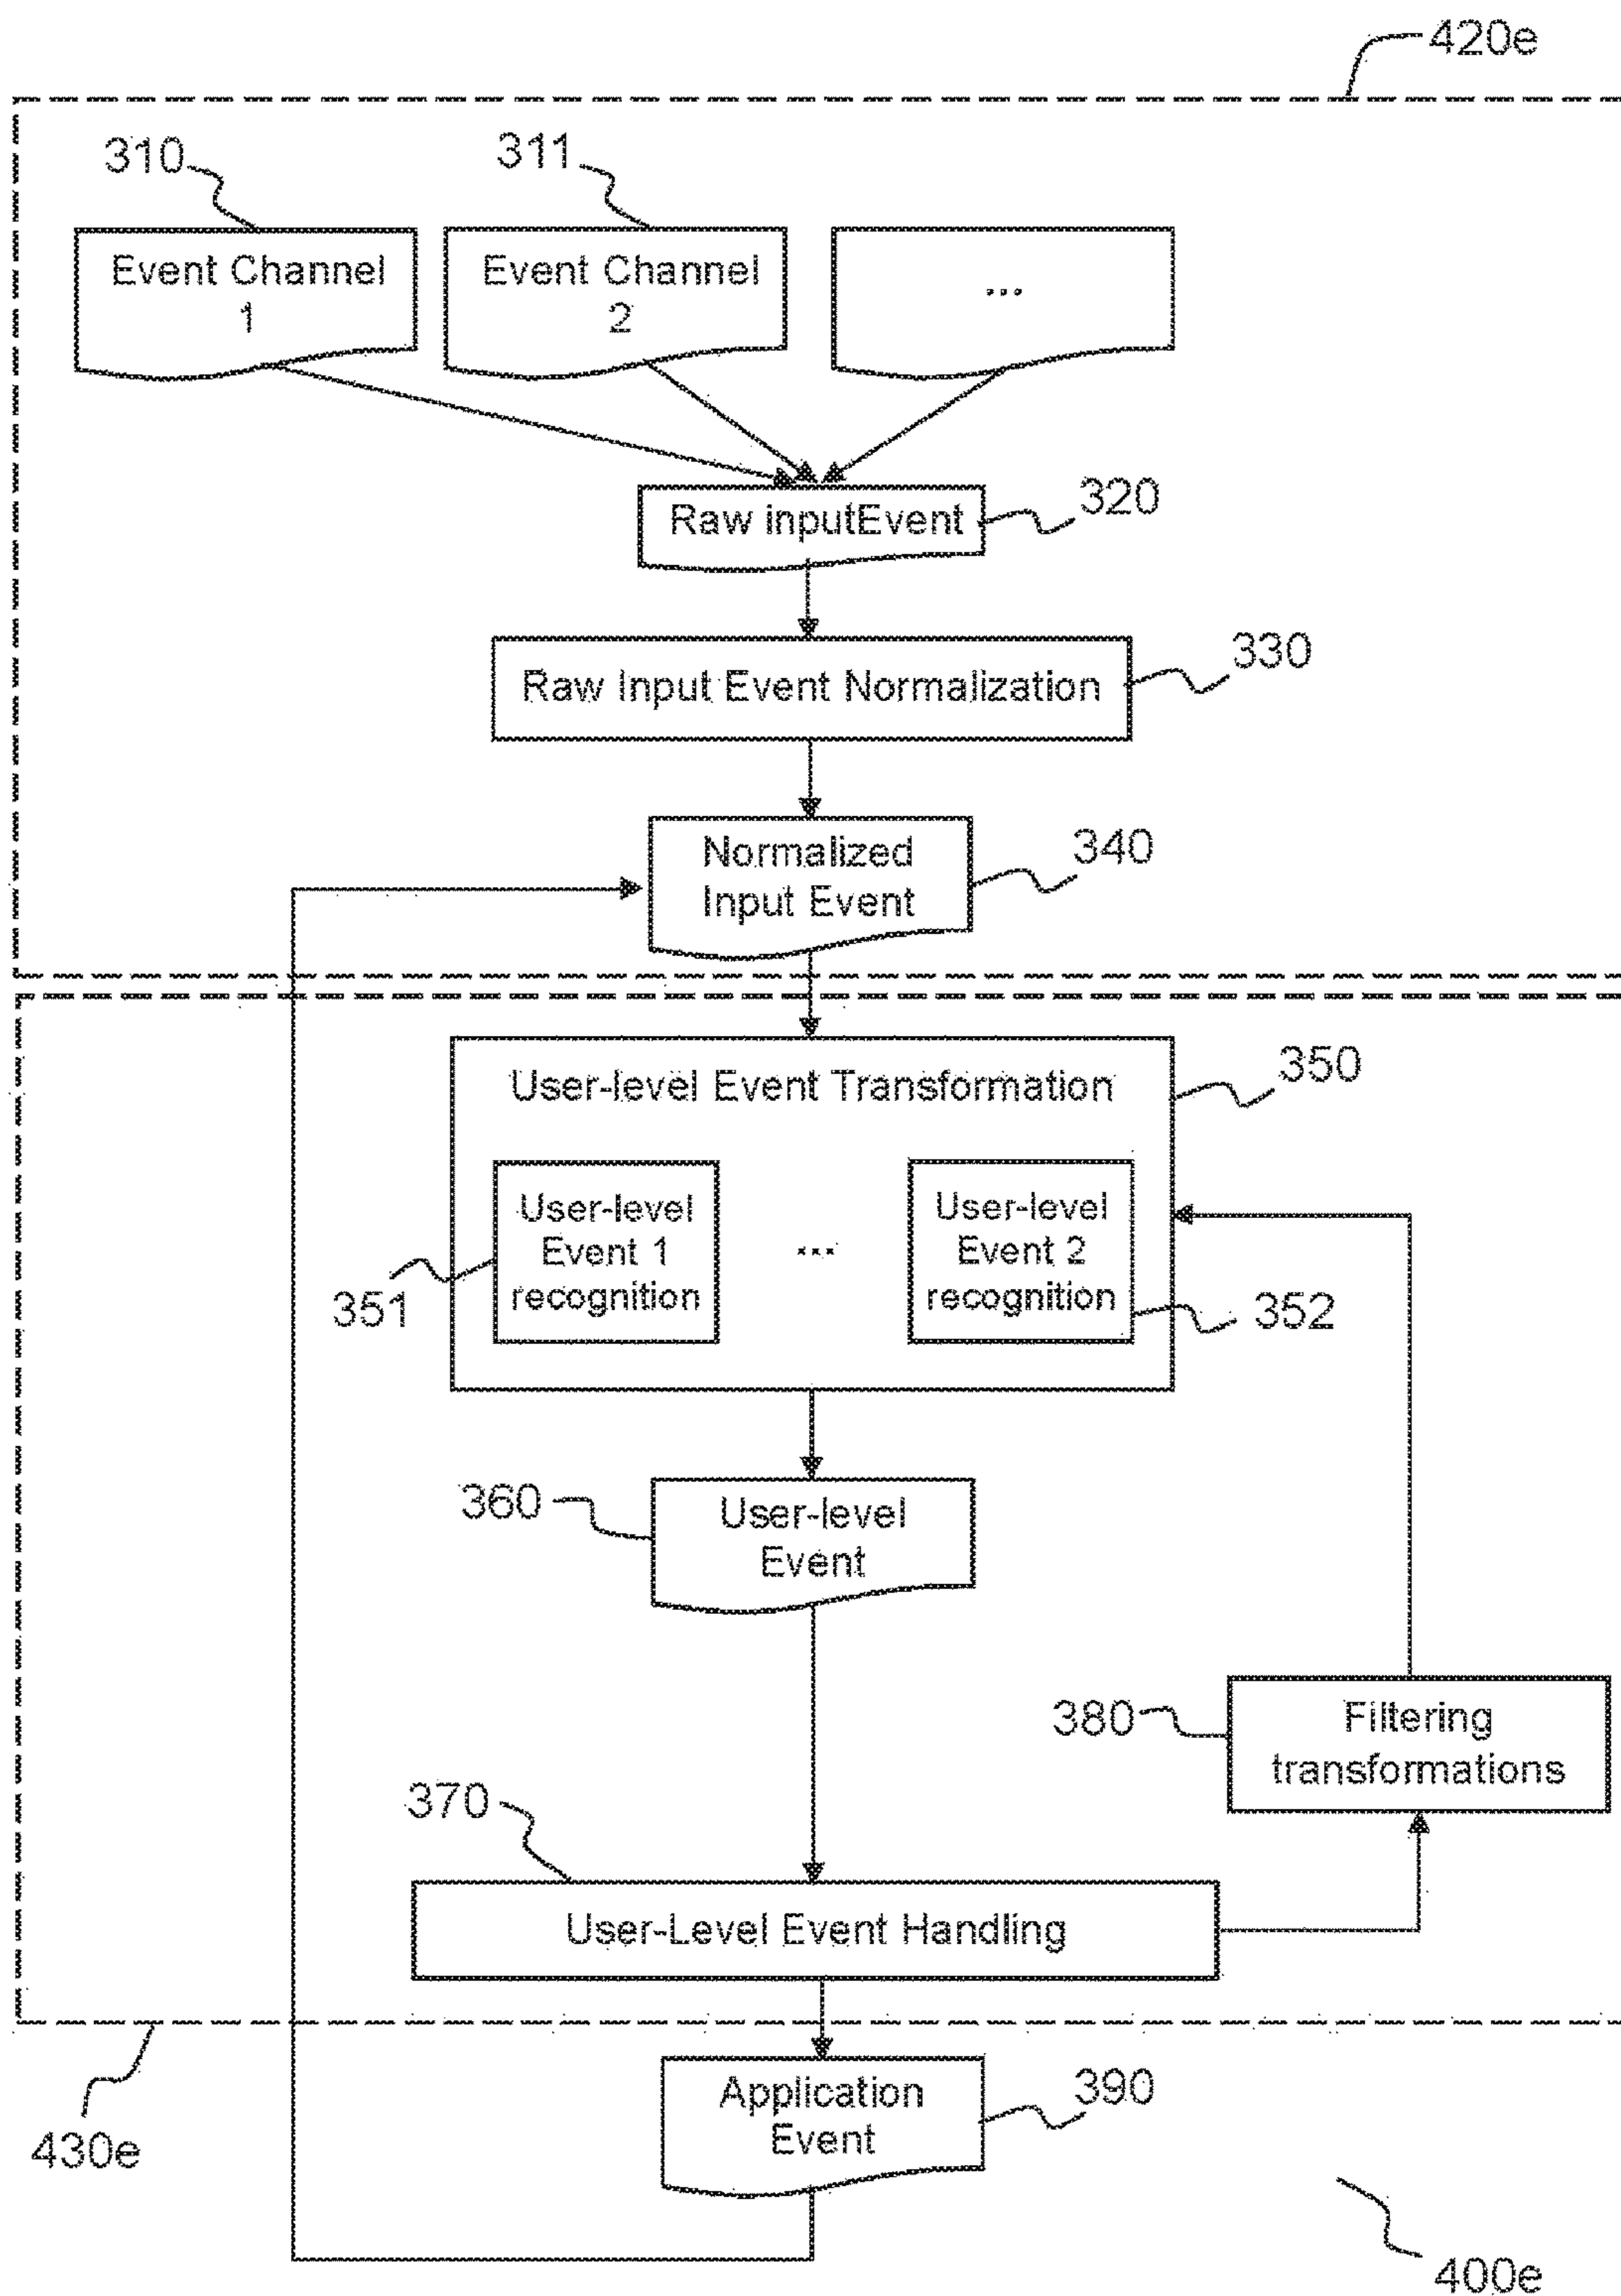 420e
310
311
Event Channel
1
Event Channel
2
...
Raw inputEvent
320
Raw Input Event Normalization
330
Normalized
Input Event
340
User-level Event Transformation
350
User-level
Event 1
recognition
351
...
User-level
Event 2
recognition
352
360
User-level
Event
380
Filtering
transformations
370
User-Level Event Handling
Application
Event
390
430e
400e